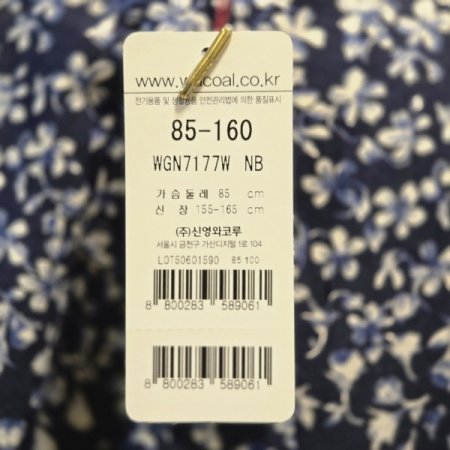 www.wacoal.co.kr
전기용품 및 생활용품 안전관리법에 의한 품질표시
85-160
WGN7177W NB
가슴둘레 85 cm
신 장 155-165 cm
(주)신영와코루
서울시 금천구 가산디지털 1로 104
LOT50601590 85 100
8 800283 589061
8 800283 589061